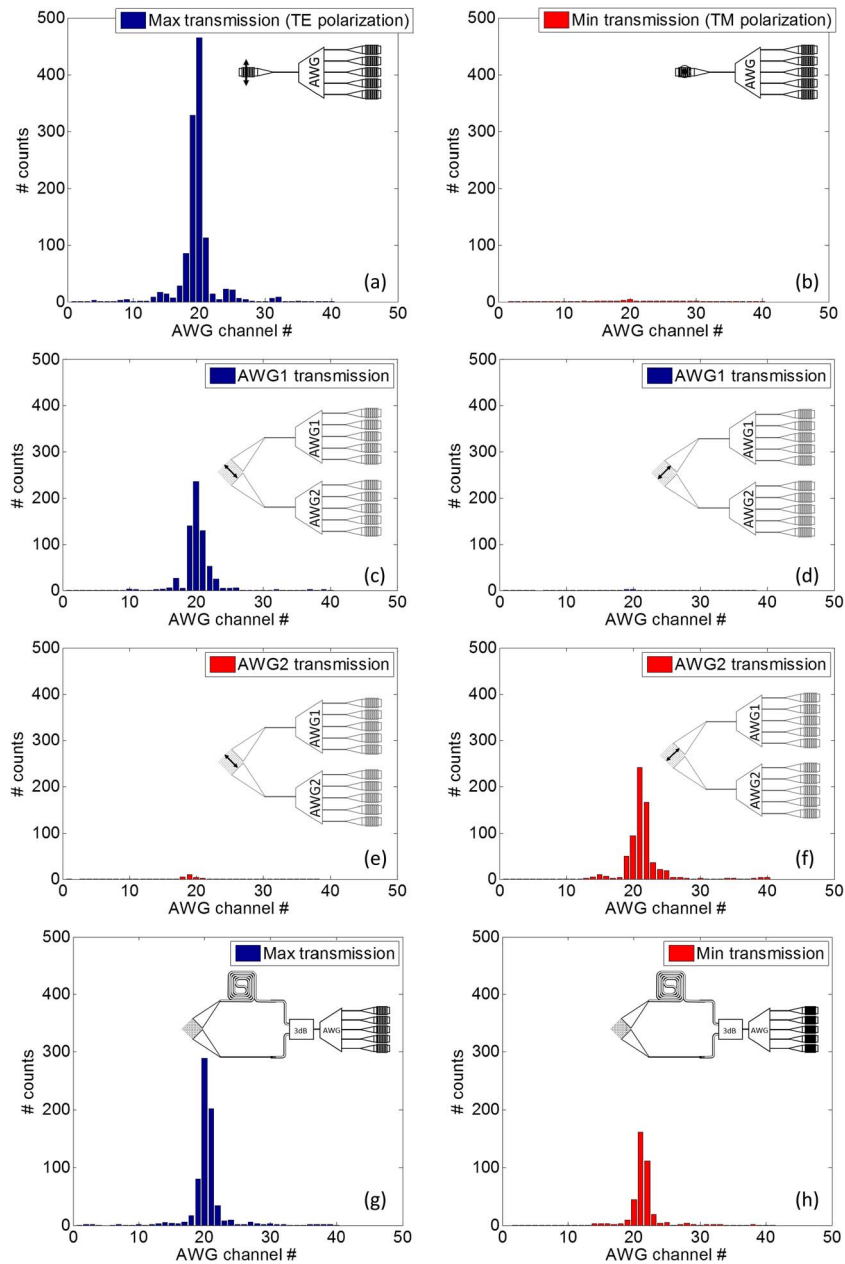 Max transmission (TE polarization)
500
400
300
200
100
0
# counts
AWG
(a)
0 10 20 30 40 50
AWG channel #
Min transmission (TM polarization)
500
400
300
200
100
0
# counts
AWG
(b)
0 10 20 30 40 50
AWG channel #
AWG1 transmission
500
400
300
200
100
0
# counts
AWG1
AWG2
(c)
0 10 20 30 40 50
AWG channel #
AWG1 transmission
500
400
300
200
100
0
# counts
AWG1
AWG2
(d)
0 10 20 30 40 50
AWG channel #
AWG2 transmission
500
400
300
200
100
0
# counts
AWG1
AWG2
(e)
0 10 20 30 40 50
AWG channel #
AWG2 transmission
500
400
300
200
100
0
# counts
AWG1
AWG2
(f)
0 10 20 30 40 50
AWG channel #
Max transmission
500
400
300
200
100
0
# counts
3dB
AWG
(g)
0 10 20 30 40 50
AWG channel #
Min transmission
500
400
300
200
100
0
# counts
3dB
AWG
(h)
0 10 20 30 40 50
AWG channel #